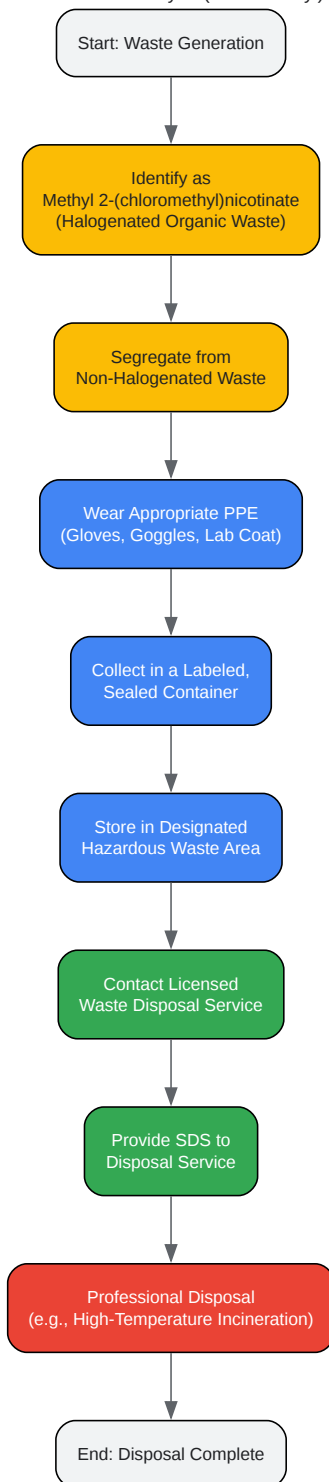 Start: Waste Generation
Identify as
Methyl 2-(chloromethyl)nicotinate
(Halogenated Organic Waste)
Segregate from
Non-Halogenated Waste
Wear Appropriate PPE
(Gloves, Goggles, Lab Coat)
Collect in a Labeled,
Sealed Container
Store in Designated
Hazardous Waste Area
Contact Licensed
Waste Disposal Service
Provide SDS to
Disposal Service
Professional Disposal
(e.g., High-Temperature Incineration)
End: Disposal Complete